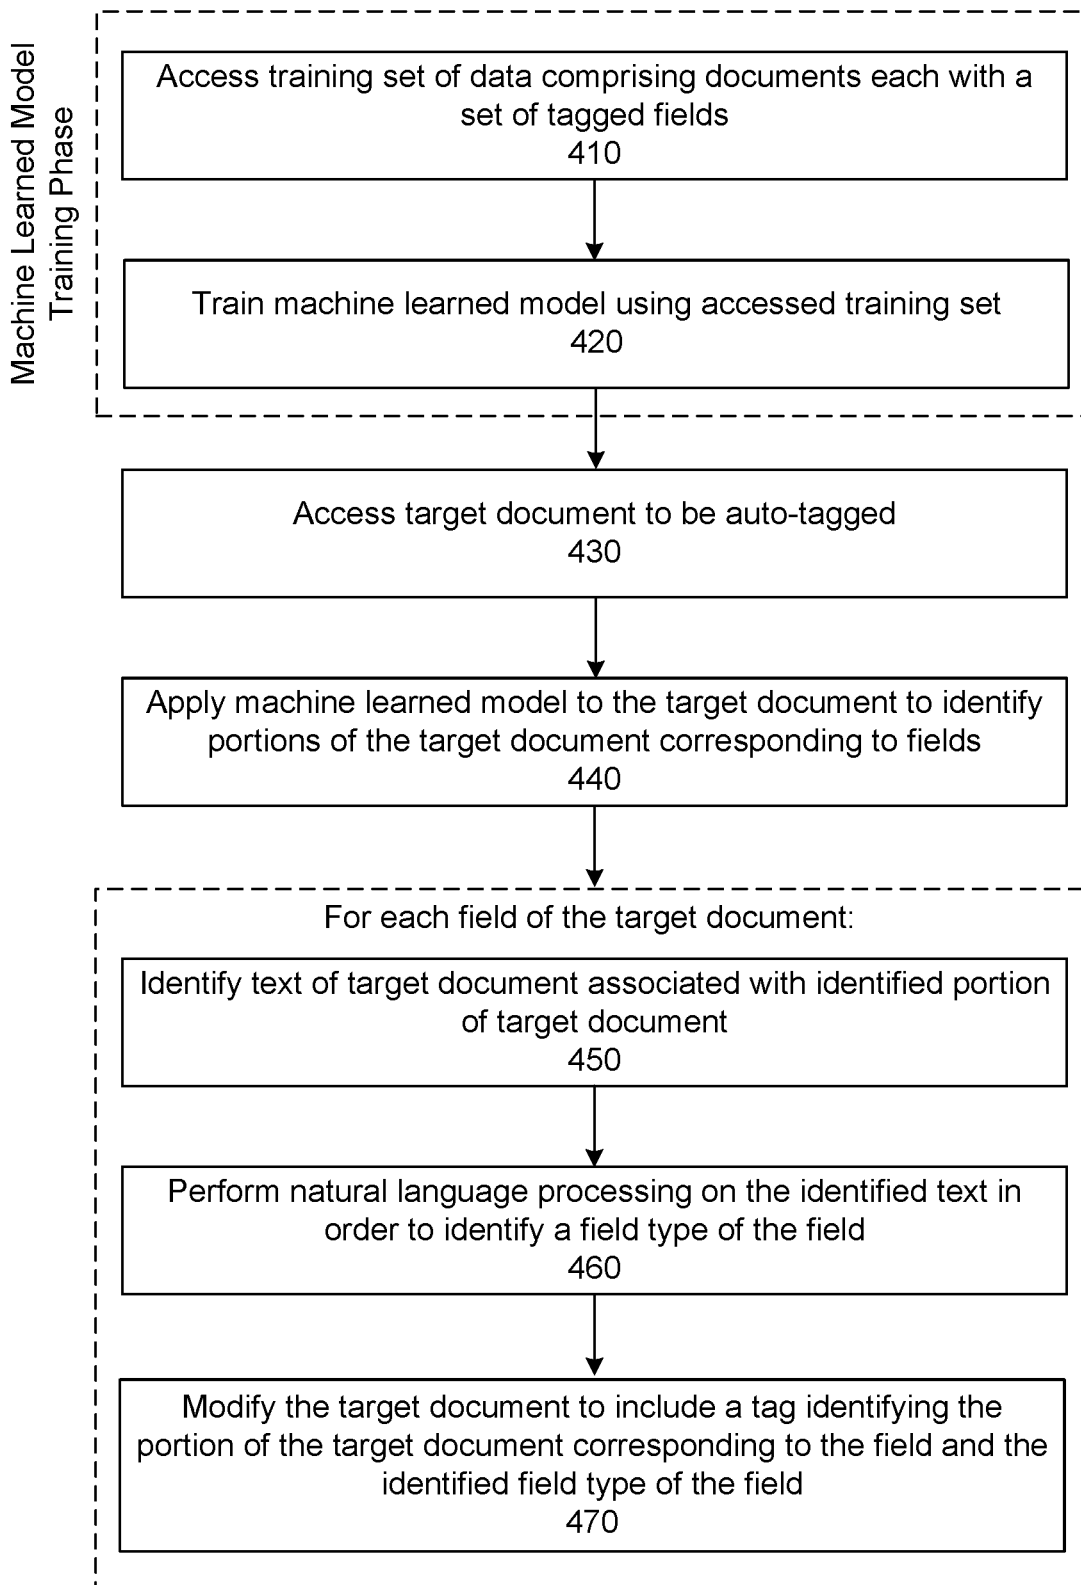 Machine Learned Model
Training Phase
Access training set of data comprising documents each with a
set of tagged fields
410
Train machine learned model using accessed training set
420
Access target document to be auto-tagged
430
Apply machine learned model to the target document to identify
portions of the target document corresponding to fields
440
For each field of the target document:
Identify text of target document associated with identified portion
of target document
450
Perform natural language processing on the identified text in
order to identify a field type of the field
460
Modify the target document to include a tag identifying the
portion of the target document corresponding to the field and the
identified field type of the field
470